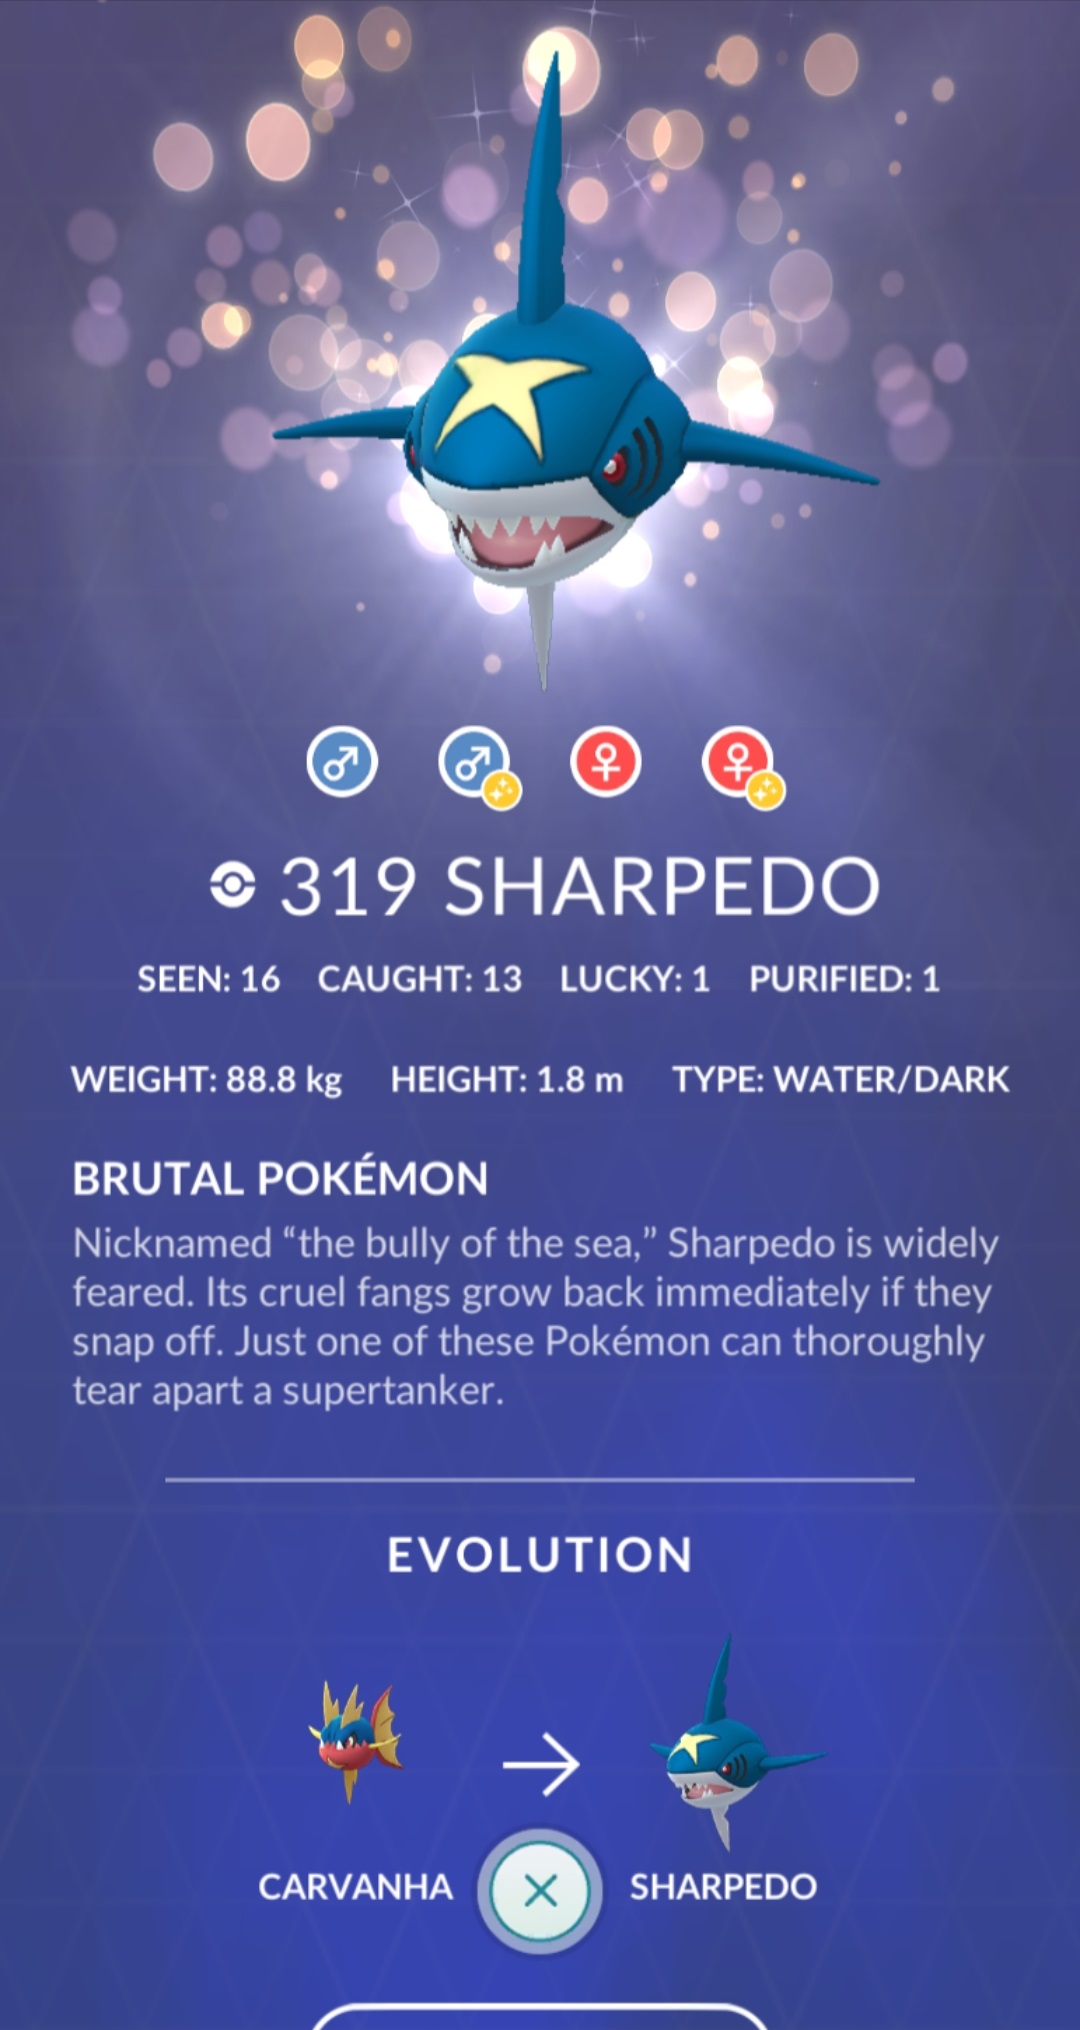 319 SHARPEDO
SEEN: 16 CAUGHT: 13 LUCKY: 1 PURIFIED: 1
WEIGHT: 88.8 kg HEIGHT: 1.8 m TYPE: WATER/DARK
BRUTAL POKÉMON
Nicknamed “the bully of the sea,” Sharpedo is widely
feared. Its cruel fangs grow back immediately if they
snap off. Just one of these Pokémon can thoroughly
tear apart a supertanker.
EVOLUTION
CARVANHA SHARPEDO